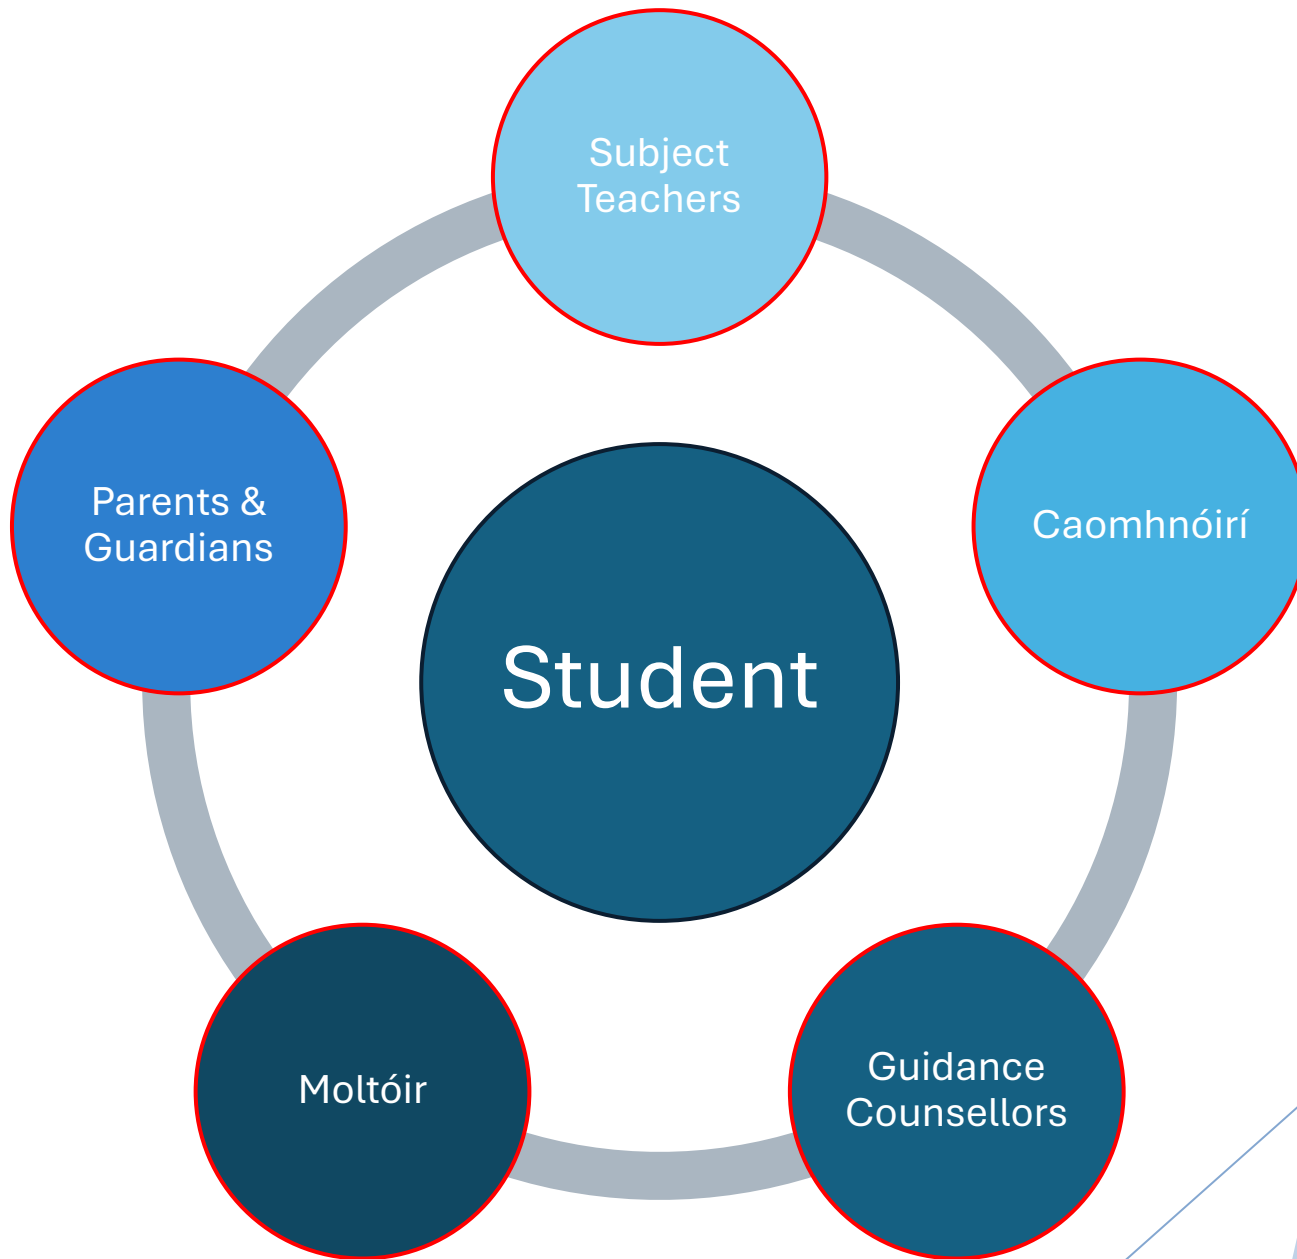 Subject
Teachers
Parents &
Guardians
Caomhnóirí
Student
Moltóir
Guidance
Counsellors